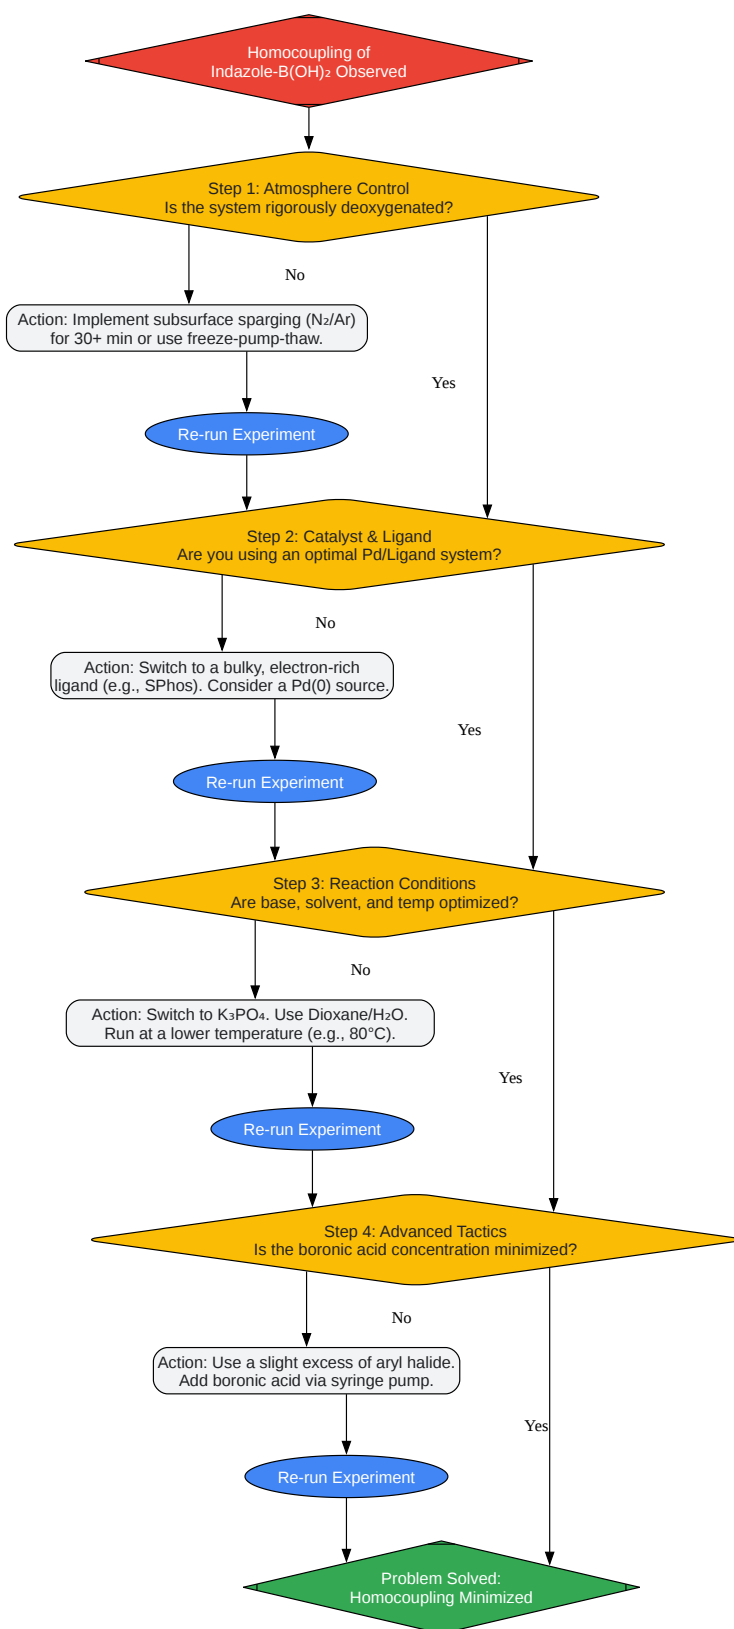 Homocoupling of
Indazole-B(OH)₂ Observed
Step 1: Atmosphere Control
Is the system rigorously deoxygenated?
No
Action: Implement subsurface sparging (N₂/Ar)
for 30+ min or use freeze-pump-thaw.
Yes
Re-run Experiment
Step 2: Catalyst & Ligand
Are you using an optimal Pd/Ligand system?
No
Action: Switch to a bulky, electron-rich
ligand (e.g., SPhos). Consider a Pd(0) source.
Yes
Re-run Experiment
Step 3: Reaction Conditions
Are base, solvent, and temp optimized?
No
Action: Switch to K₃PO₄. Use Dioxane/H₂O.
Run at a lower temperature (e.g., 80°C).
Yes
Re-run Experiment
Step 4: Advanced Tactics
Is the boronic acid concentration minimized?
No
Action: Use a slight excess of aryl halide.
Add boronic acid via syringe pump.
Yes
Re-run Experiment
Problem Solved:
Homocoupling Minimized